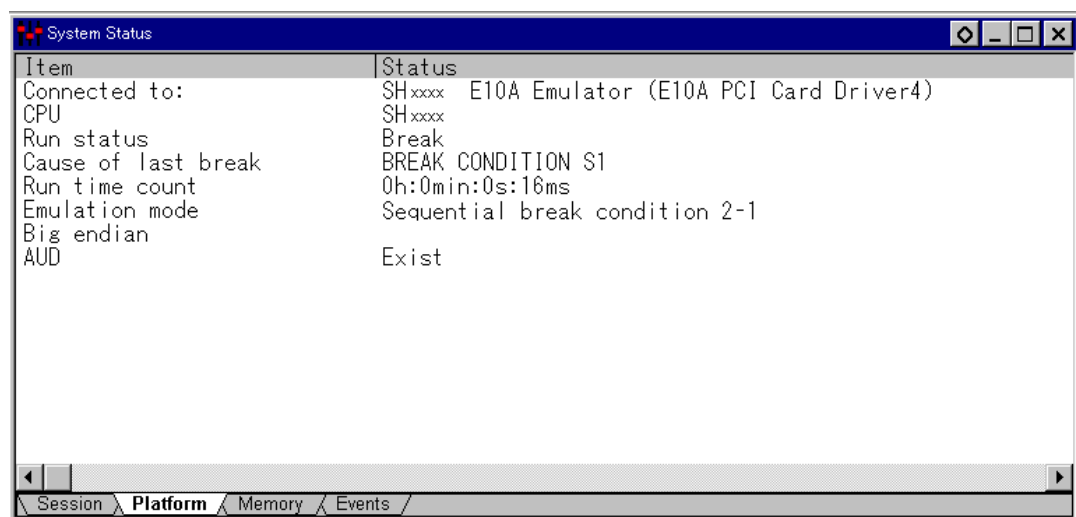 System Status
Item Status
Connected to: SHxxxx E10A Emulator (E10A PCI Card Driver4)
CPU SHxxxx
Run status Break
Cause of last break BREAK CONDITION S1
Run time count 0h:0min:0s:16ms
Emulation mode Sequential break condition 2-1
Big endian
AUD Exist
Session Platform Memory Events